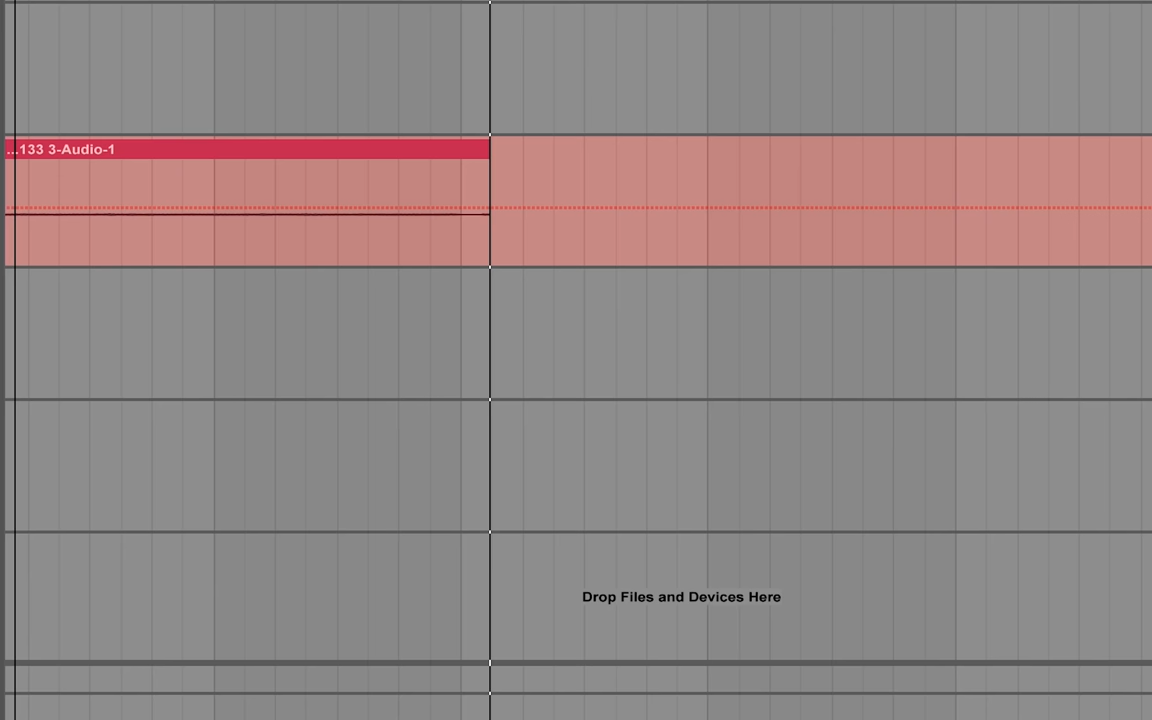 ...133 3-Audio-1
Drop Files and Devices Here